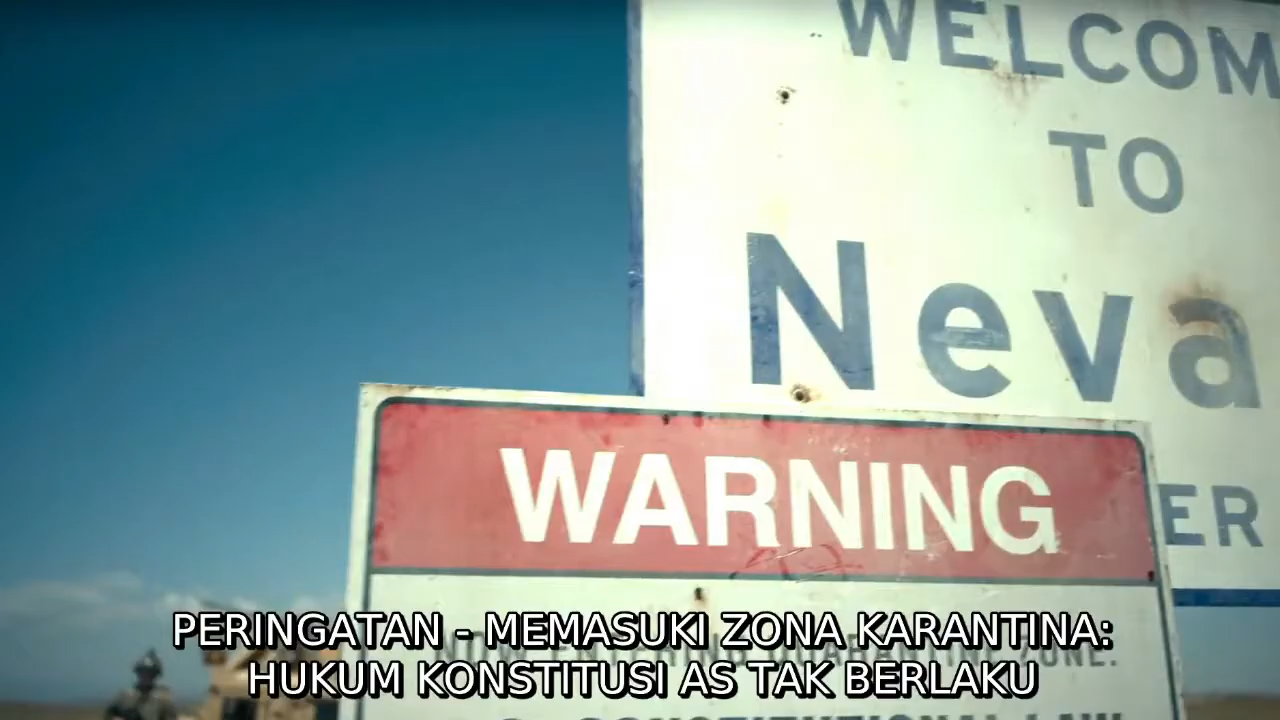 WELCOM
TO
Neva
ER
WARNING
PERINGATAN - MEMASUKI ZONA KARANTINA:
HUKUM KONSTITUSI AS TAK BERLAKU